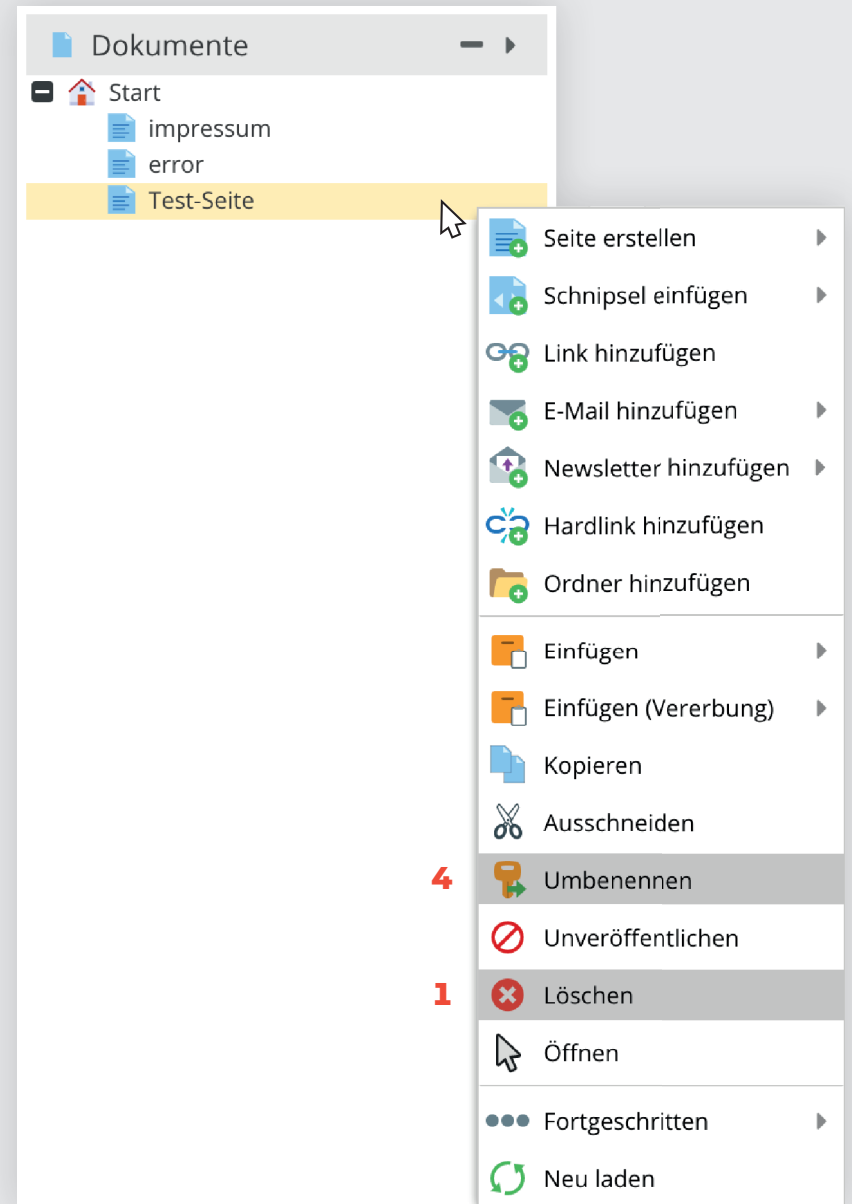 Dokumente
Start
impressum
error
Test-Seite
Seite erstellen
Schnipsel einfügen
Link hinzufügen
E-Mail hinzufügen
Newsletter hinzufügen
Hardlink hinzufügen
Ordner hinzufügen
Einfügen
Einfügen (Vererbung)
Kopieren
Ausschneiden
4 Umbenennen
Unveröffentlichen
1 Löschen
Öffnen
Fortgeschritten
Neu laden